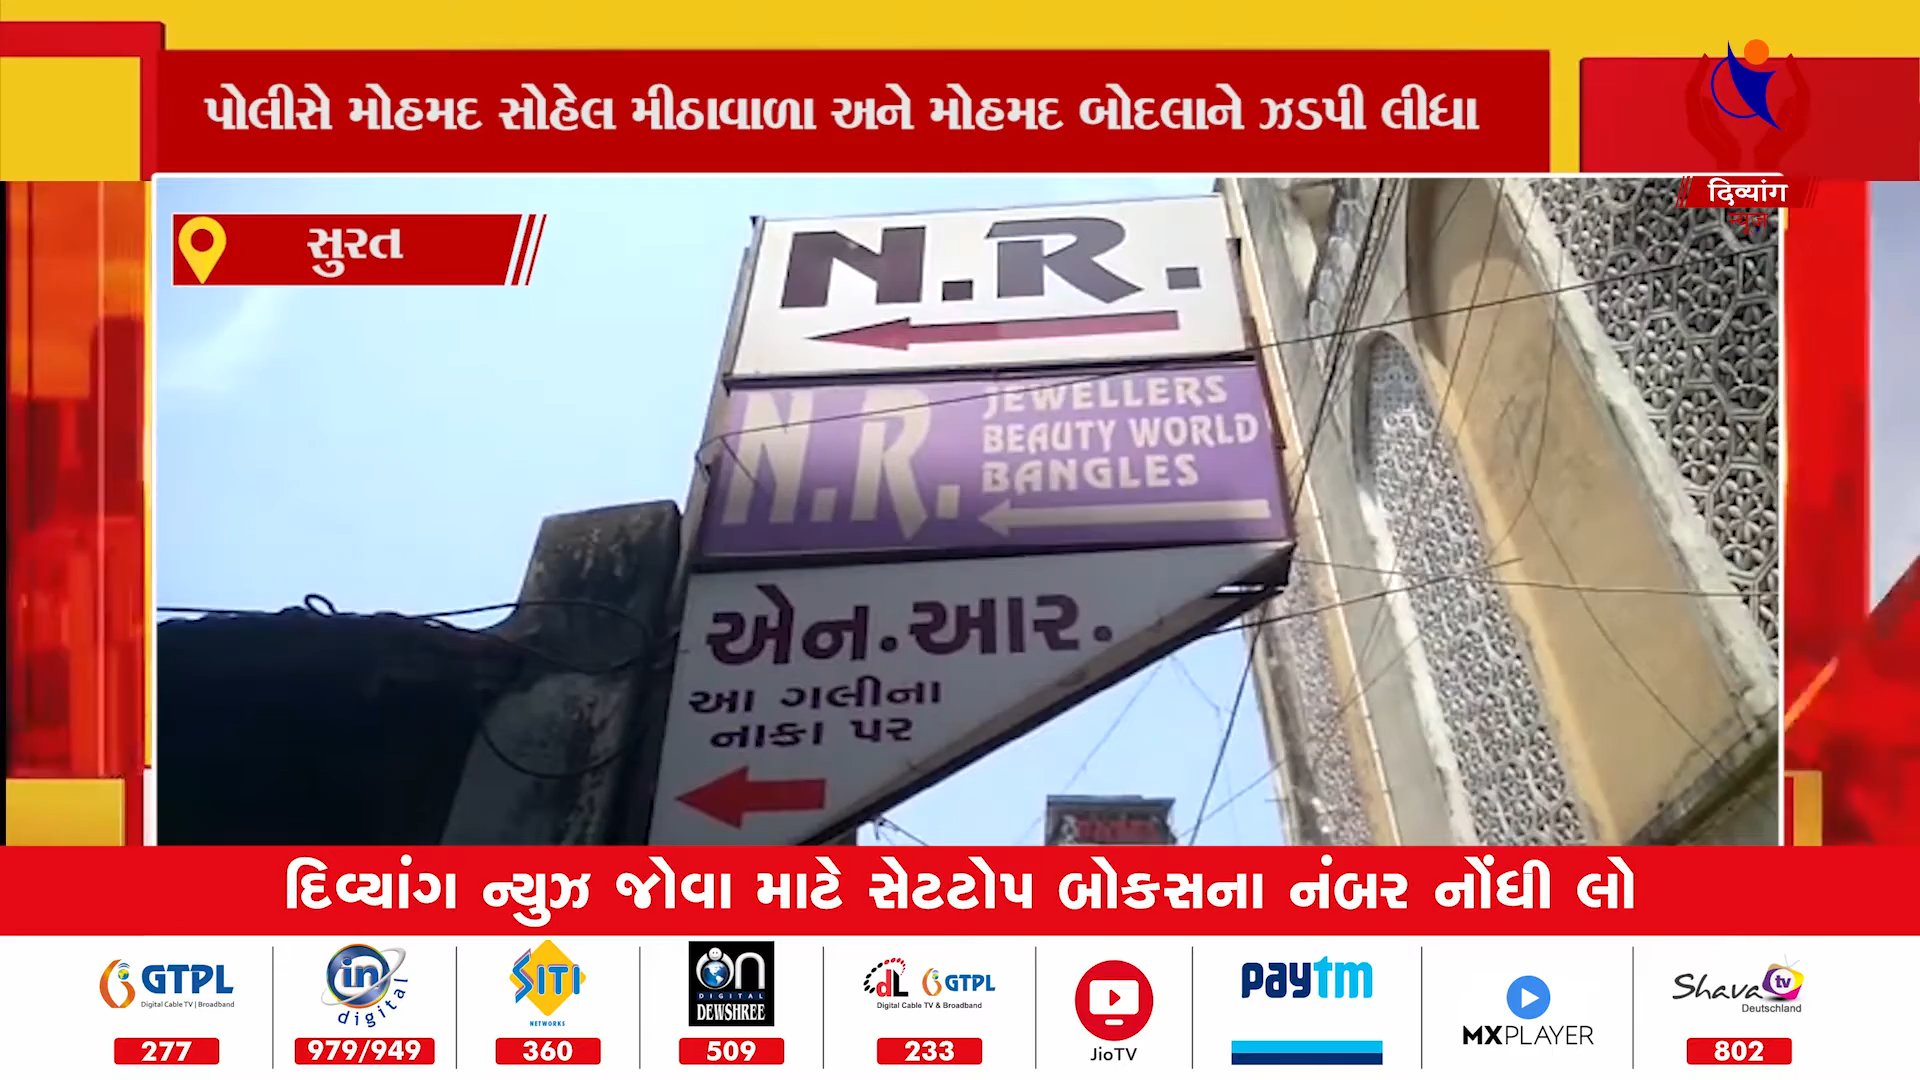 પોલીસે મોહમદ સોહેલ મીઠાવાળા અને મોહમદ બોદલાને ઝડપી લીધા
दिव्यांग
न्यूज़
સુરત
N.R.
N.R.
JEWELLERS
BEAUTY WORLD
BANGLES
એન.આર.
આ ગલીના
નાકા પર
દિવ્યાંગ ન્યુઝ જોવા માટે સેટટોપ બોકસના નંબર નોંધી લો
GTPL
Digital Cable TV | Broadband
277
in digital
979/949
SITI
NETWORKS
360
ON
DIGITAL
DEWSHREE
509
dL GTPL
Digital Cable TV & Broadband
233
JioTV
paytm
MXPLAYER
Shava tv
Deutschland
802